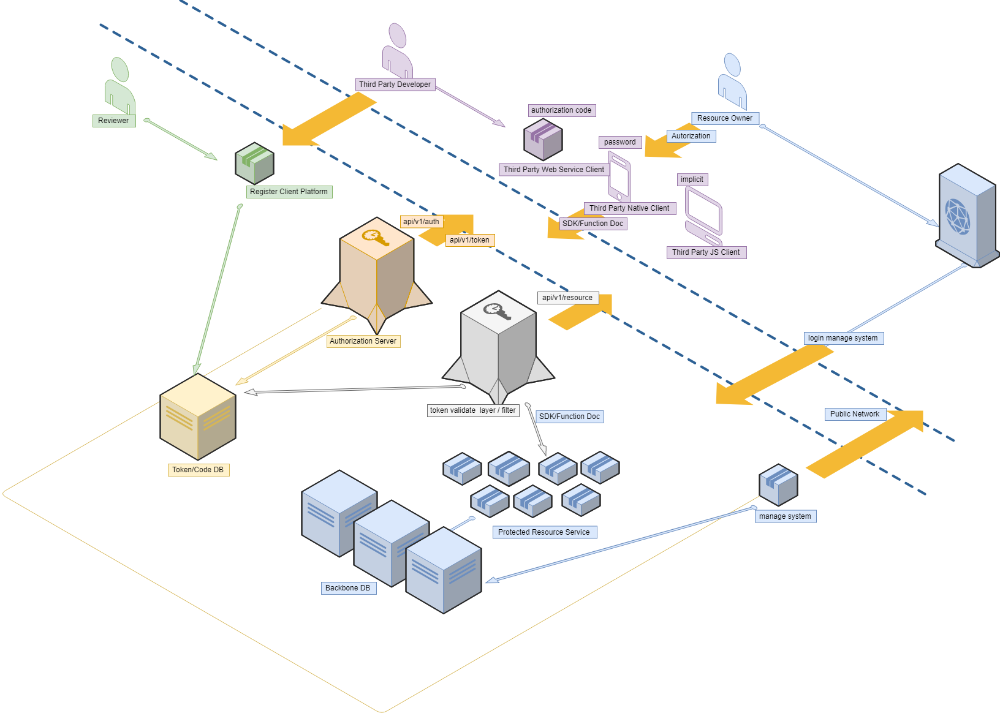 Third Party Developer
authorization code
Reviewer
Resource Owner
Autorization
password
Third Party Web Service Client
implicit
Register Client Platform
Third Party Native Client
api/v1/auth
SDK/Function Doc
api/v1/token
Third Party JS Client
api/v1/resource
Authorization Server
login manage system
token validate  layer / filter
SDK/Function Doc
Public Network
Token/Code DB
manage system
Protected Resource Service
Backbone DB